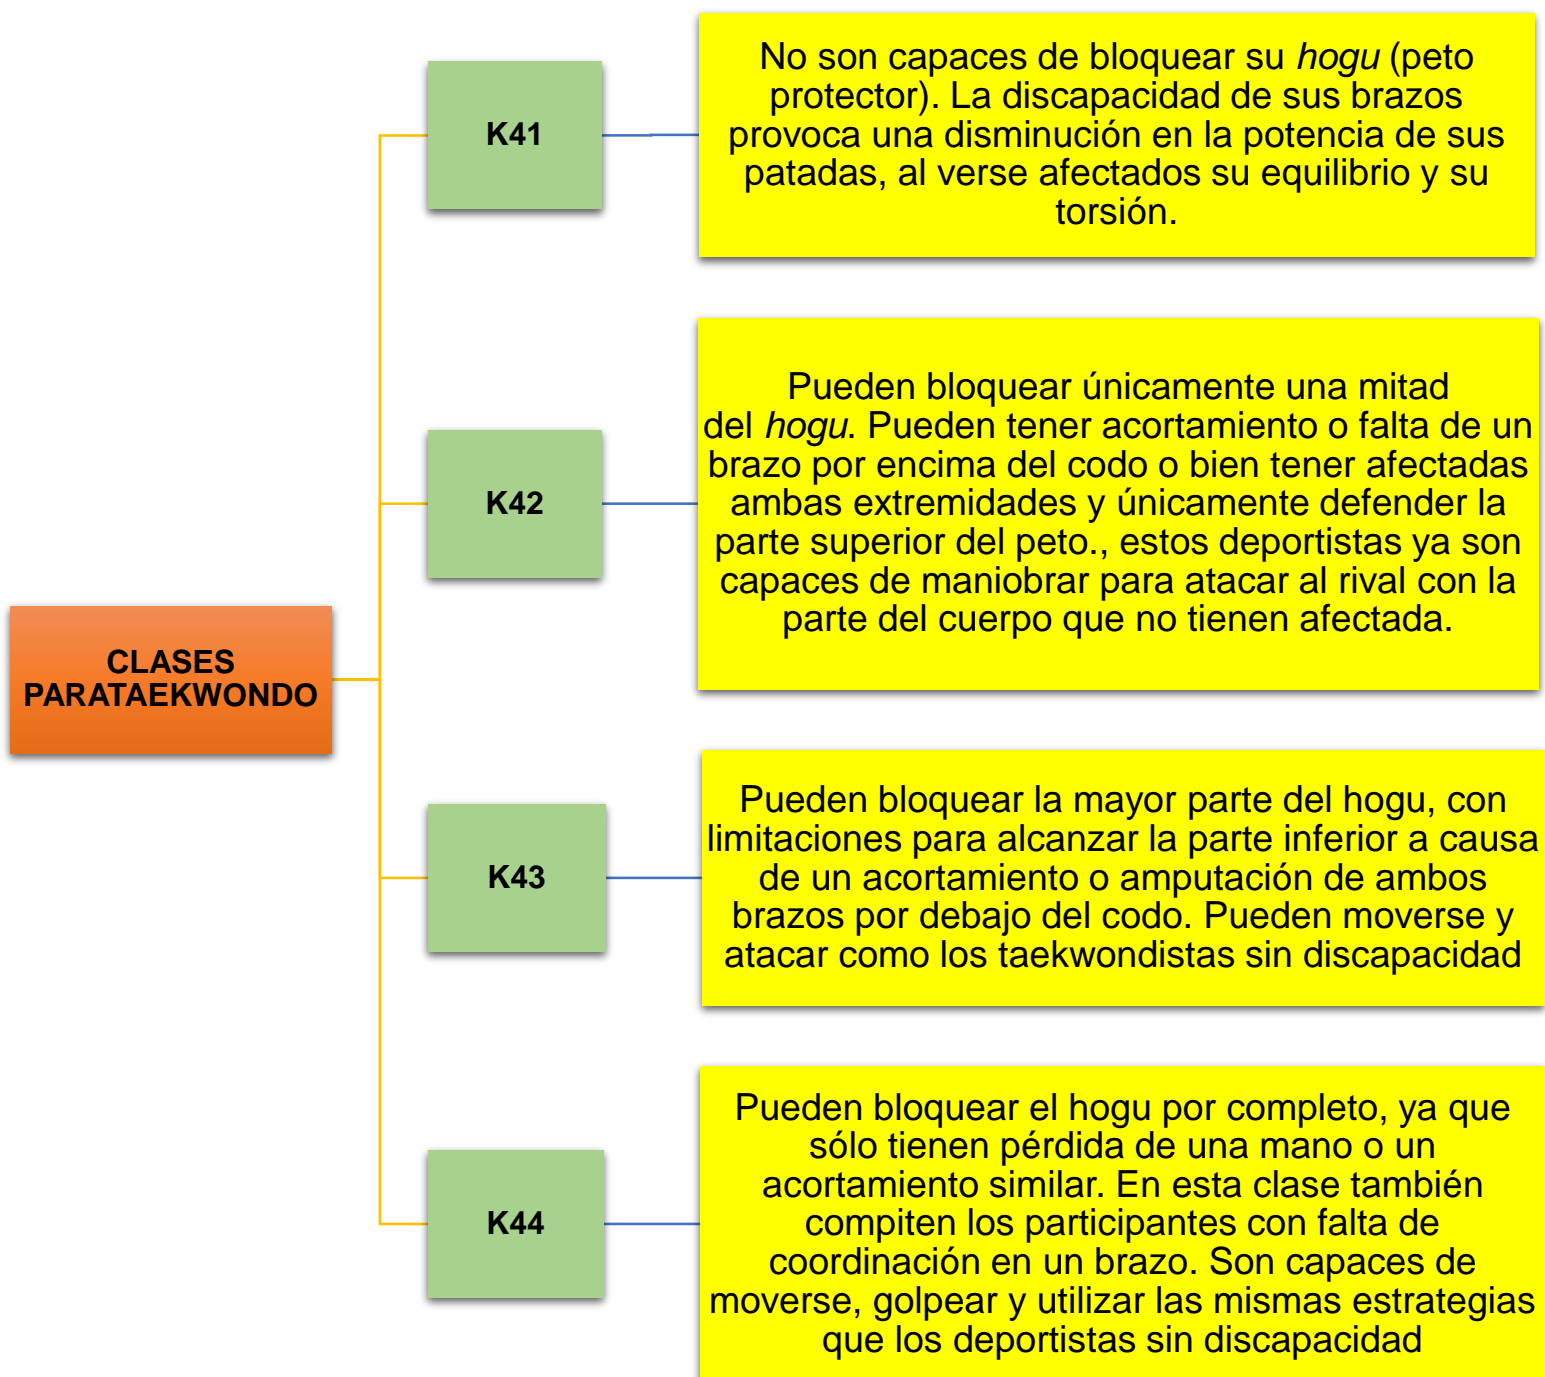 CLASES
PARATAEKWONDO
K41
No son capaces de bloquear su hogu (peto
protector). La discapacidad de sus brazos
provoca una disminución en la potencia de sus
patadas, al verse afectados su equilibrio y su
torsión.
K42
Pueden bloquear únicamente una mitad
del hogu. Pueden tener acortamiento o falta de un
brazo por encima del codo o bien tener afectadas
ambas extremidades y únicamente defender la
parte superior del peto., estos deportistas ya son
capaces de maniobrar para atacar al rival con la
parte del cuerpo que no tienen afectada.
K43
Pueden bloquear la mayor parte del hogu, con
limitaciones para alcanzar la parte inferior a causa
de un acortamiento o amputación de ambos
brazos por debajo del codo. Pueden moverse y
atacar como los taekwondistas sin discapacidad
K44
Pueden bloquear el hogu por completo, ya que
sólo tienen pérdida de una mano o un
acortamiento similar. En esta clase también
compiten los participantes con falta de
coordinación en un brazo. Son capaces de
moverse, golpear y utilizar las mismas estrategias
que los deportistas sin discapacidad